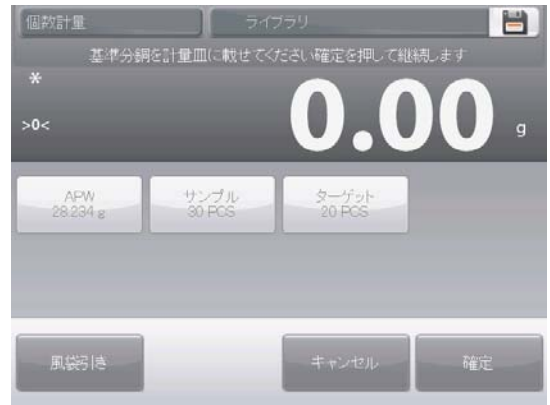 個数計量
ライブラリ
基準分銅を計量皿に載せてください確定を押して継続します
*
>0<
0.00 g
APW
28.234 g
サンプル
30 PCS
ターゲット
20 PCS
風袋引き
キャンセル
確定